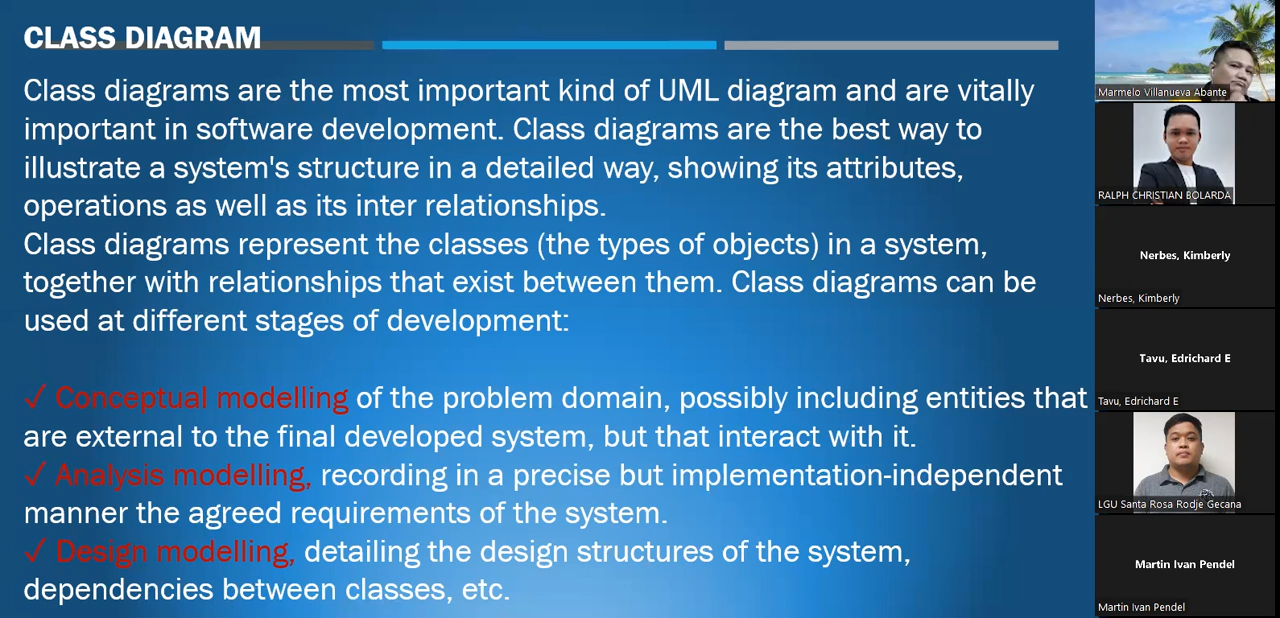 CLASS DIAGRAM
Class diagrams are the most important kind of UML diagram and are vitally
important in software development. Class diagrams are the best way to
illustrate a system's structure in a detailed way, showing its attributes,
operations as well as its inter relationships.
Class diagrams represent the classes (the types of objects) in a system,
together with relationships that exist between them. Class diagrams can be
used at different stages of development:
✓ Conceptual modelling of the problem domain, possibly including entities that
are external to the final developed system, but that interact with it.
✓ Analysis modelling, recording in a precise but implementation-independent
manner the agreed requirements of the system.
✓ Design modelling, detailing the design structures of the system,
dependencies between classes, etc.
Marmelo Villanueva Abante
RALPH CHRISTIAN BOLARDA
Nerbes, Kimberly
Nerbes, Kimberly
Tavu, Edrichard E
Tavu, Edrichard E
LGU Santa Rosa Rodje Gecana
Martin Ivan Pendel
Martin Ivan Pendel